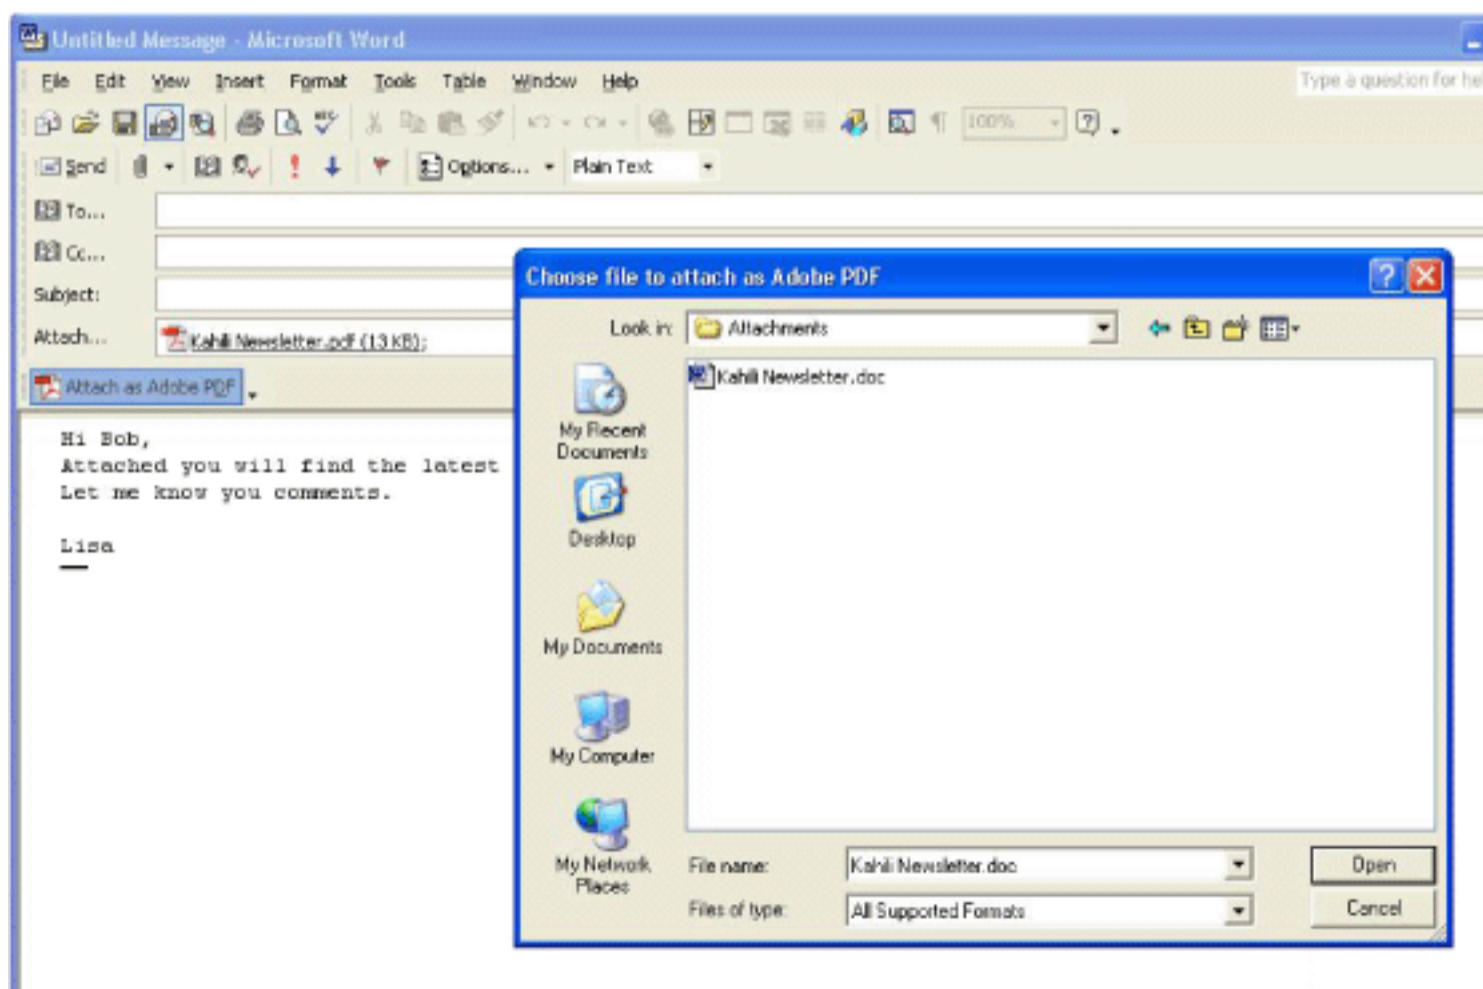 Untitled Message - Microsoft Word
File Edit View Insert Format Tools Table Window Help
Type a question for hel
100%
Send Options... Plain Text
To...
Cc...
Subject:
Attach... Kahili Newsletter.pdf (13 KB);
Attach as Adobe PDF
Hi Bob,
Attached you will find the latest
Let me know you comments.
Lisa
Choose file to attach as Adobe PDF
Look in: Attachments
Kahili Newsletter.doc
My Recent
Documents
Desktop
My Documents
My Computer
My Network
Places
File name: Kahili Newsletter.doc Open
Files of type: All Supported Formats Cancel